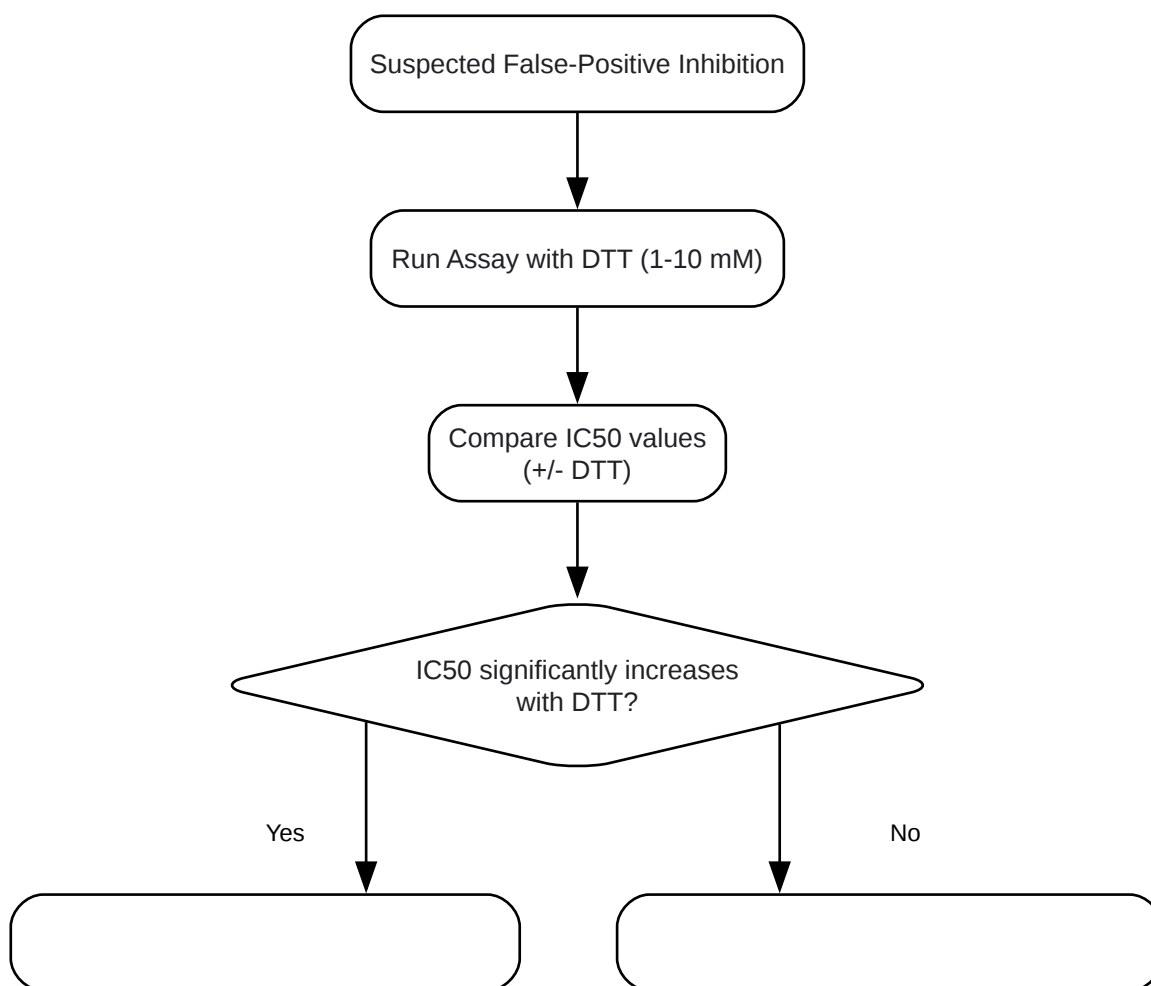 Suspected False-Positive Inhibition
Run Assay with DTT (1-10 mM)
Compare IC50 values
(+/- DTT)
IC50 significantly increases
with DTT?
Yes
No